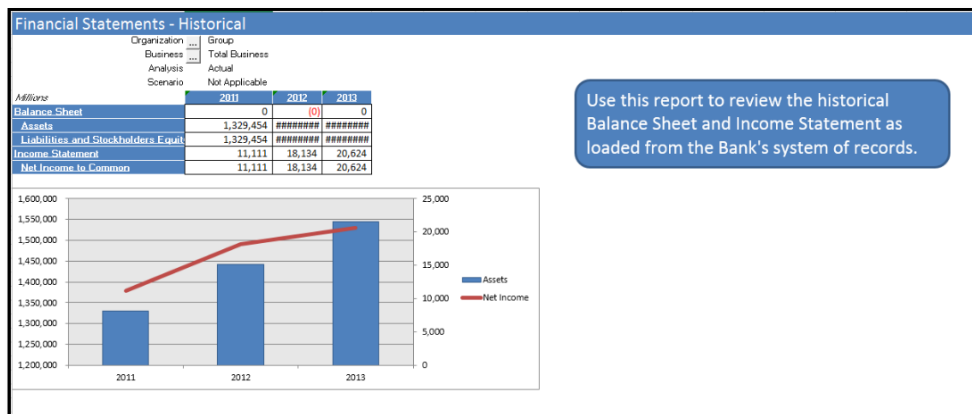 Financial Statements - Historical
Organization ... Group
Business ... Total Business
Analysis Actual
Scenario Not Applicable
Millions 2011 2012 2013
Balance Sheet 0 (0) 0
Assets 1,329,454 ######## ########
Liabilities and Stockholders Equit 1,329,454 ######## ########
Income Statement 11,111 18,134 20,624
Net Income to Common 11,111 18,134 20,624
Use this report to review the historical
Balance Sheet and Income Statement as
loaded from the Bank's system of records.
1,600,000 25,000
1,550,000
1,500,000 20,000
1,450,000 15,000
1,400,000
1,350,000 10,000
1,300,000
1,250,000 5,000
1,200,000 0
Assets
Net Income
2011 2012 2013